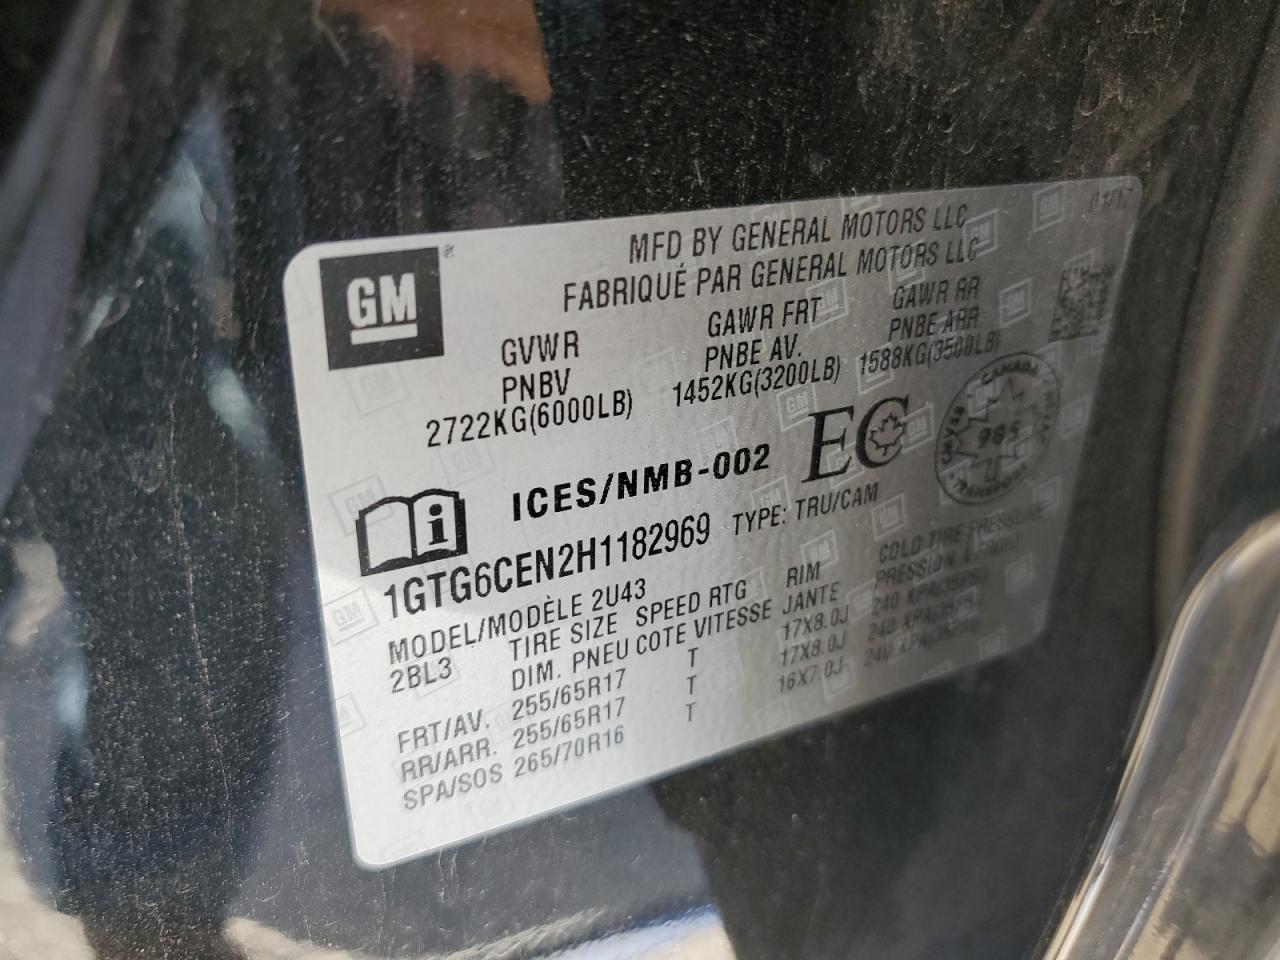 GM
MFD BY GENERAL MOTORS LLC
FABRIQUÉ PAR GENERAL MOTORS LLC
GVWR GAWR FRT GAWR RR
PNBV PNBE AV. PNBE ARR
2722KG(6000LB) 1452KG(3200LB) 1588KG(3500LB)
ICES/NMB-002 EC
CANADA
985
1GTG6CEN2H1182969 TYPE: TRU/CAM
MODEL/MODÈLE 2U43
2BL3 TIRE SIZE SPEED RTG RIM COLD TIRE PRESSURE
DIM. PNEU COTE VITESSE JANTE PRESSION
FRT/AV. 255/65R17 T 17X8.0J 240 KPA(35PSI)
RR/ARR. 255/65R17 T 17X8.0J 240 KPA(35PSI)
SPA/SOS 265/70R16 T 16X7.0J 240 KPA(35PSI)